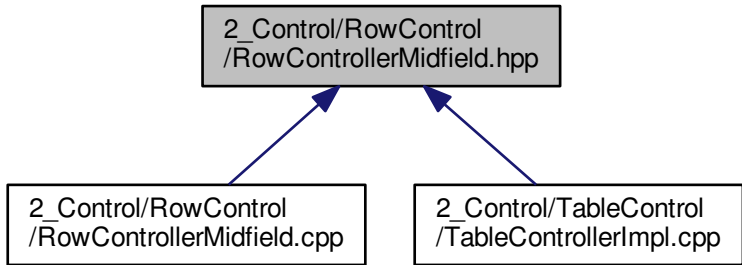 2_Control/RowControl
/RowControllerMidfield.hpp
2_Control/RowControl
/RowControllerMidfield.cpp
2_Control/TableControl
/TableControllerImpl.cpp